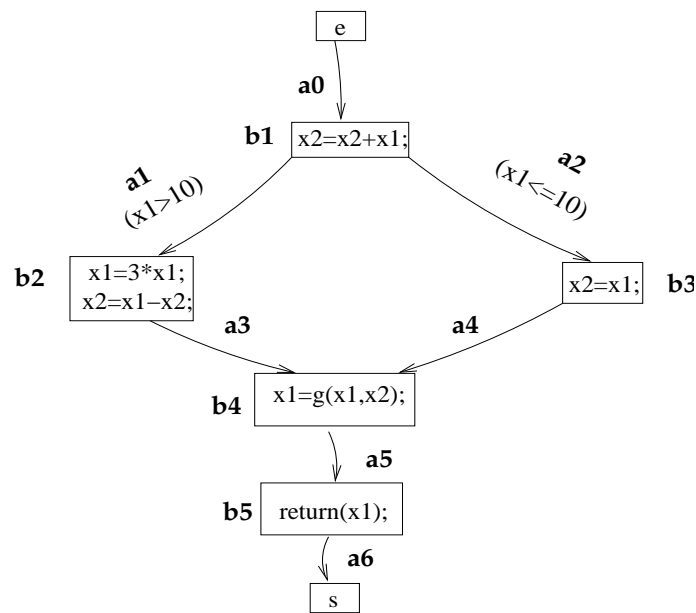 e
a0
b1
x2=x2+x1;
a1
(x1>10)
a2
(x1<=10)
b2
x1=3*x1;
x2=x1−x2;
x2=x1;
b3
a3
a4
x1=g(x1,x2);
b4
a5
b5
return(x1);
a6
s